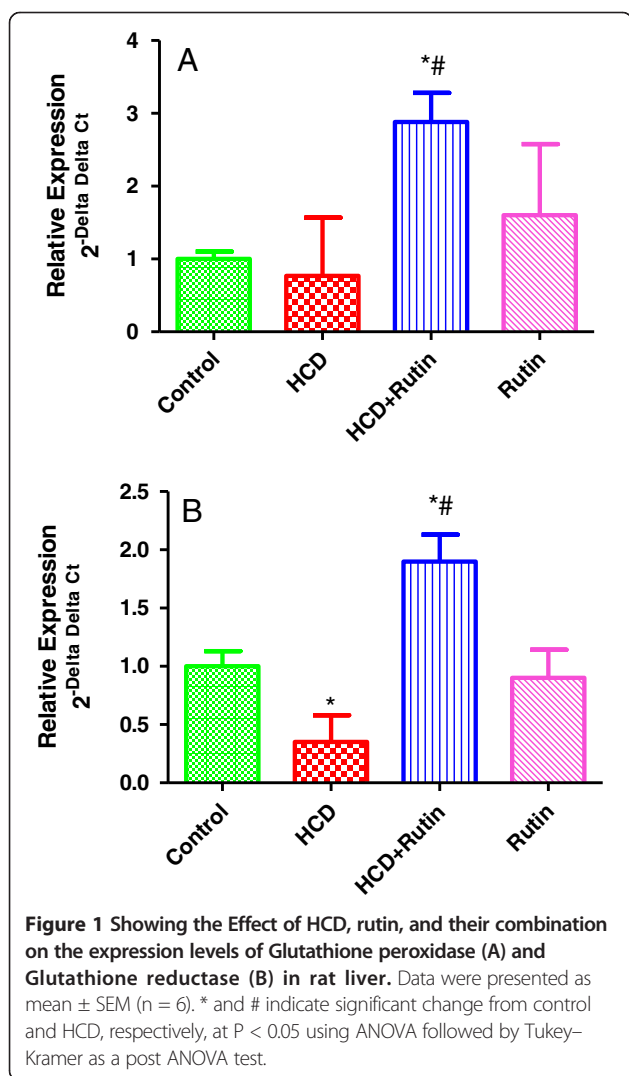 A
*#
Relative Expression
2-Delta Delta Ct
4
3
2
1
0
Control
HCD
HCD+Rutin
Rutin
B
*#
*
Relative Expression
2-Delta Delta Ct
2.5
2.0
1.5
1.0
0.5
0.0
Control
HCD
HCD+Rutin
Rutin
Figure 1 Showing the Effect of HCD, rutin, and their combination
on the expression levels of Glutathione peroxidase (A) and
Glutathione reductase (B) in rat liver. Data were presented as
mean ± SEM (n = 6). * and # indicate significant change from control
and HCD, respectively, at P < 0.05 using ANOVA followed by Tukey–
Kramer as a post ANOVA test.